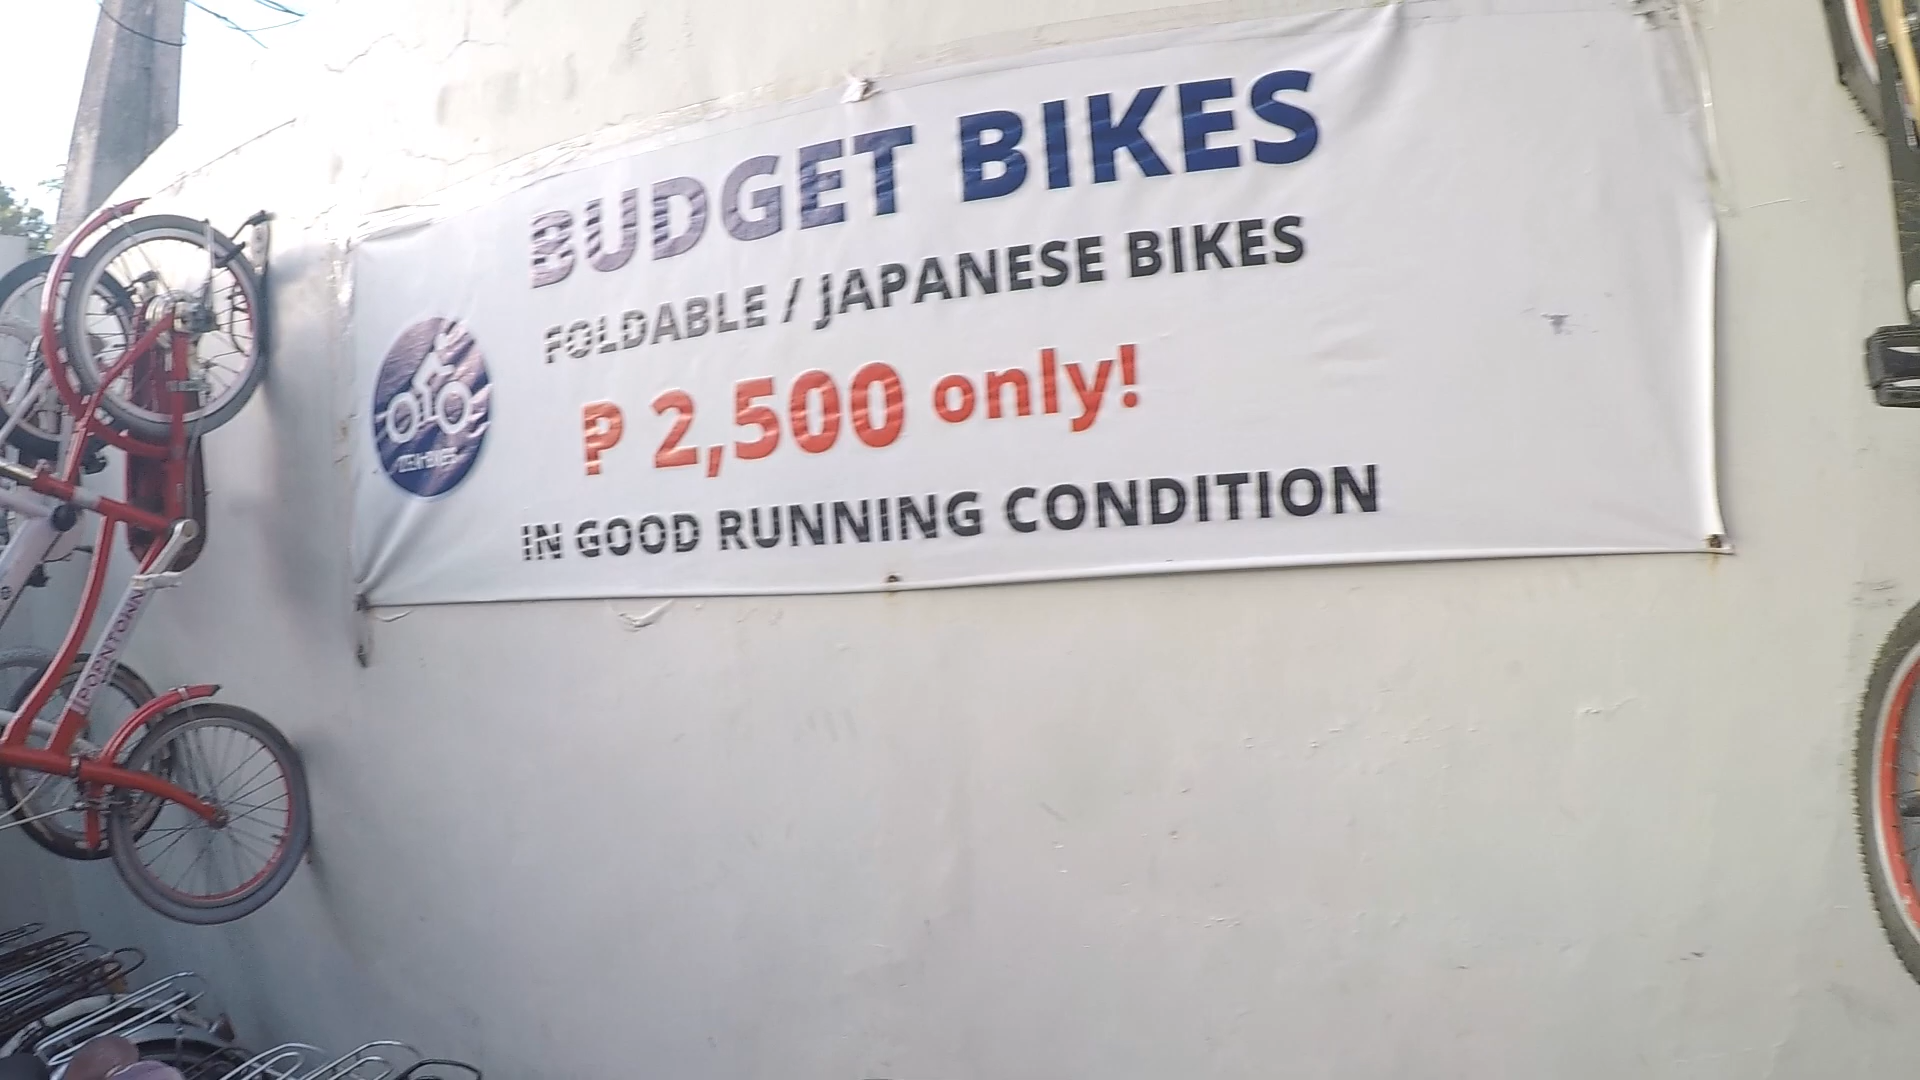 BUDGET BIKES
FOLDABLE / JAPANESE BIKES
₱ 2,500 only!
IN GOOD RUNNING CONDITION